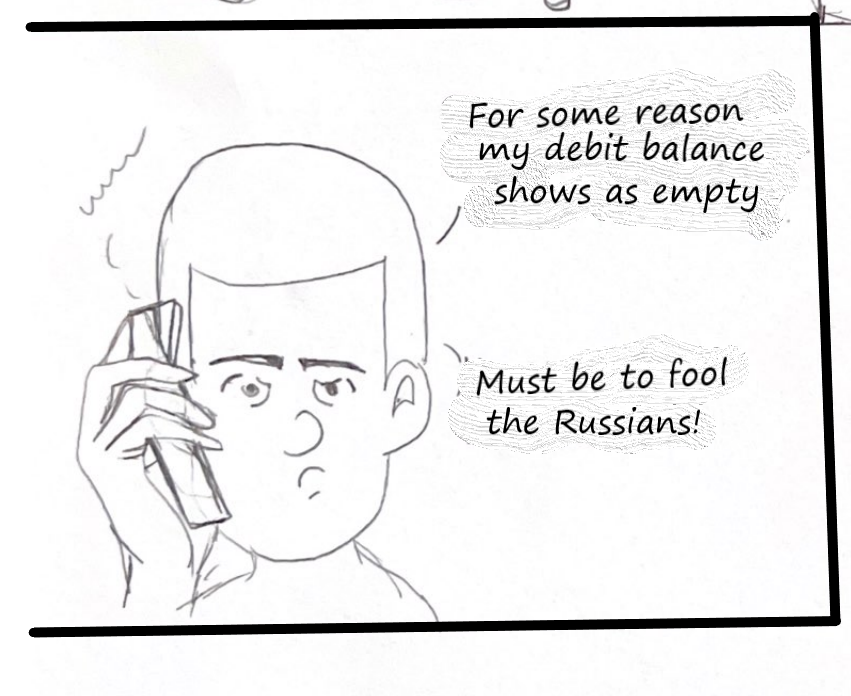 For some reason
my debit balance
shows as empty
Must be to fool
the Russians!